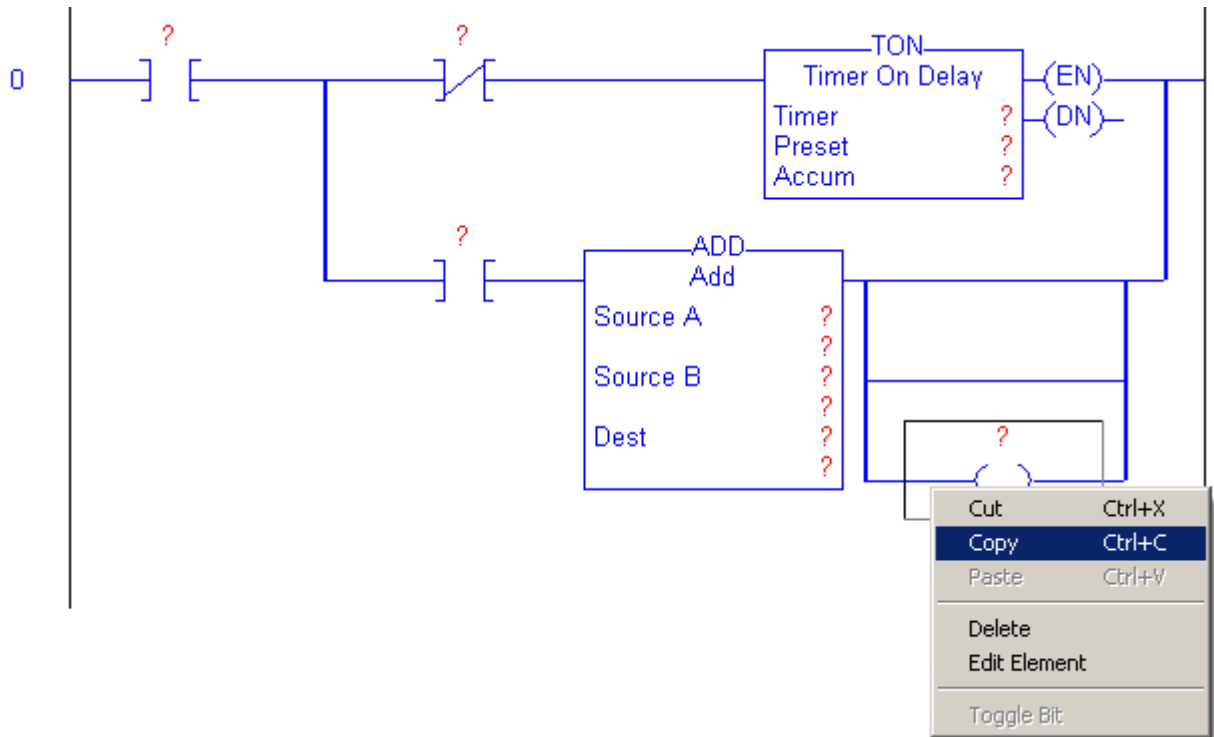 ? ?
TON
0 Timer On Delay (EN)
Timer ? (DN)
Preset ?
Accum ?
?
ADD
Add
Source A ?
?
Source B ?
?
Dest ?
?
?
Cut Ctrl+X
Copy Ctrl+C
Paste Ctrl+V
Delete
Edit Element
Toggle Bit